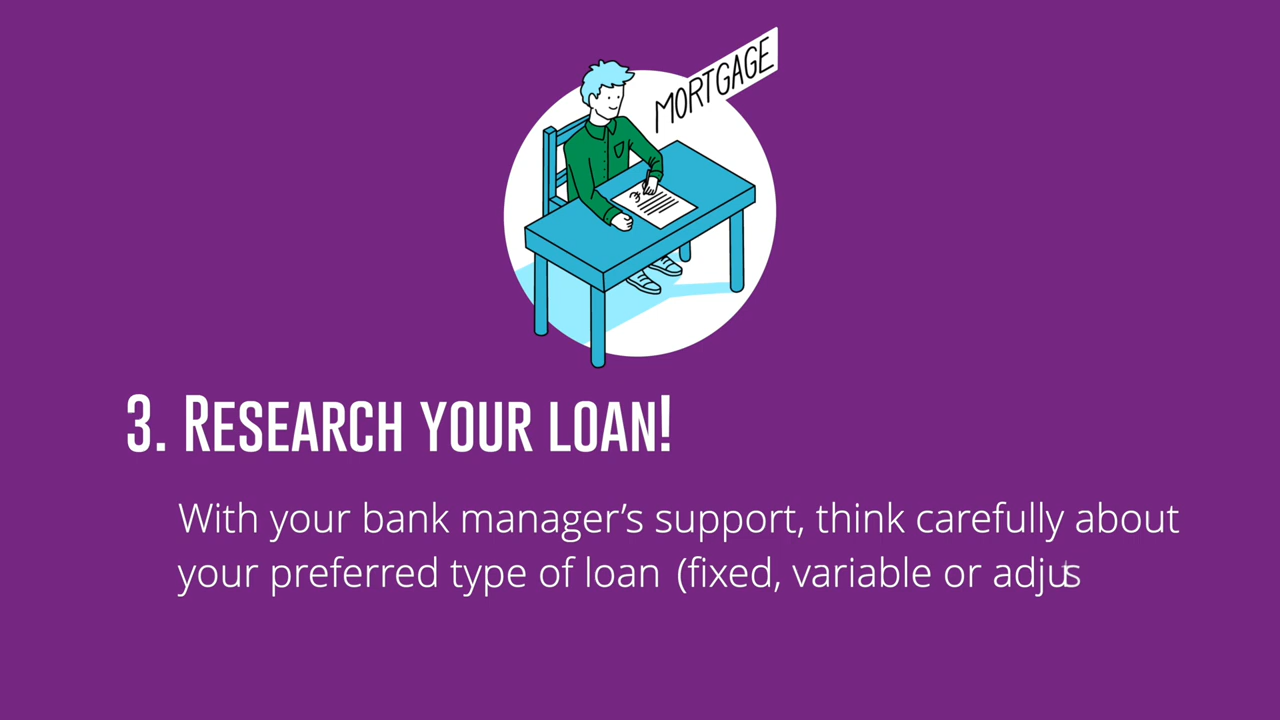 MORTGAGE
3. RESEARCH YOUR LOAN!
With your bank manager’s support, think carefully about
your preferred type of loan (fixed, variable or adjus